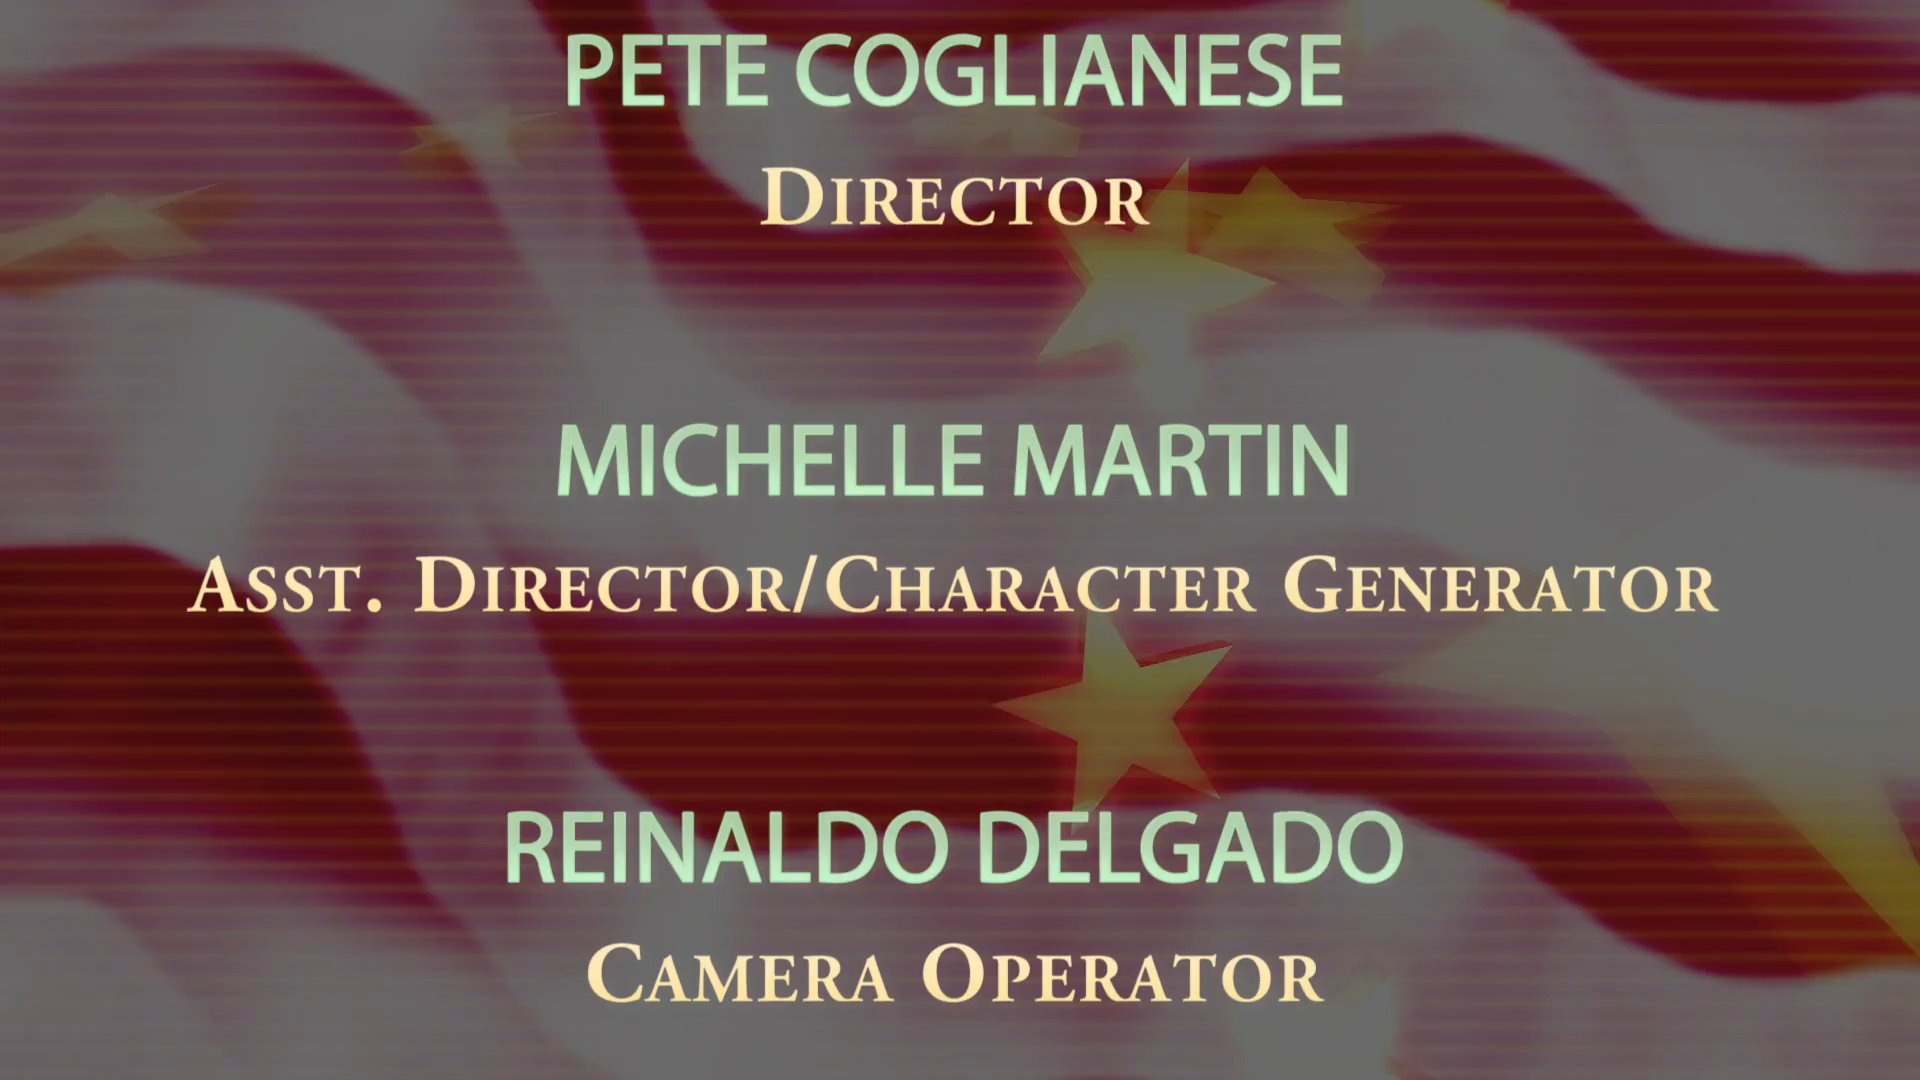 PETE COGLIANESE
DIRECTOR
MICHELLE MARTIN
ASST. DIRECTOR/CHARACTER GENERATOR
REINALDO DELGADO
CAMERA OPERATOR